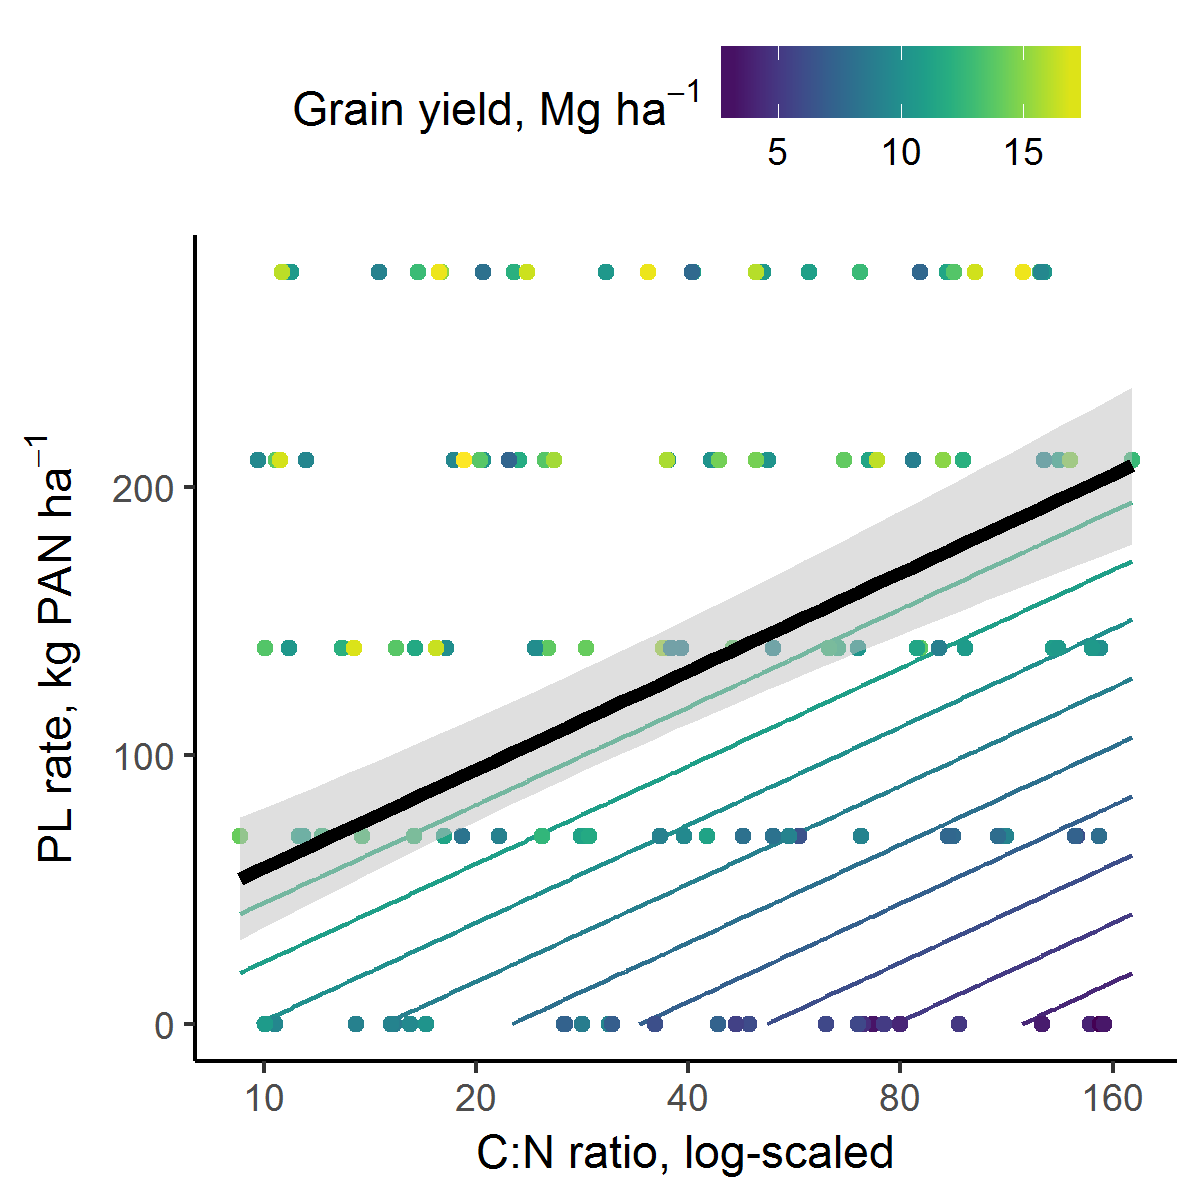 Grain yield, Mg ha⁻¹
5 10 15
PL rate, kg PAN ha⁻¹
200
100
0
10 20 40 80 160
C:N ratio, log-scaled